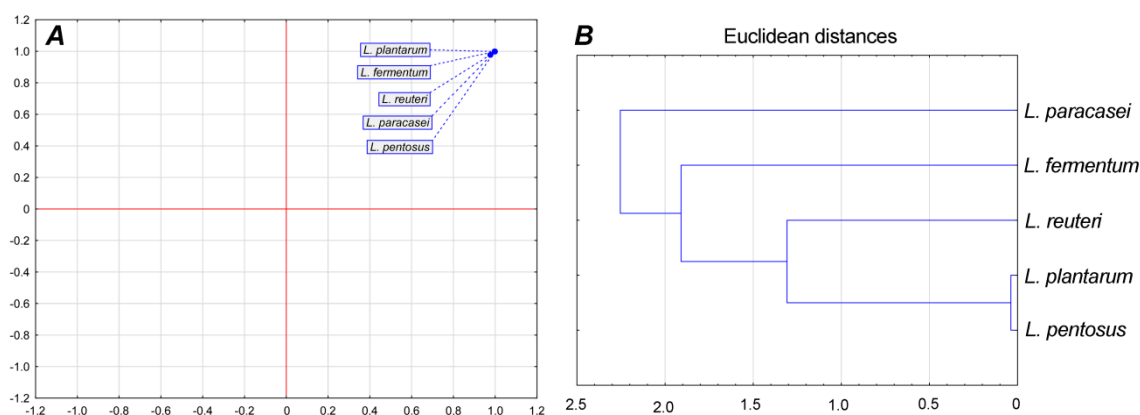 A
1.2
1.0
0.8
0.6
0.4
0.2
0
-0.2
-0.4
-0.6
-0.8
-1.0
-1.2
L. plantarum
L. fermentum
L. reuteri
L. paracasei
L. pentosus
-1.2 -1.0 -0.8 -0.6 -0.4 -0.2 0 0.2 0.4 0.6 0.8 1.0 1.2
B
Euclidean distances
L. paracasei
L. fermentum
L. reuteri
L. plantarum
L. pentosus
2.5 2.0 1.5 1.0 0.5 0